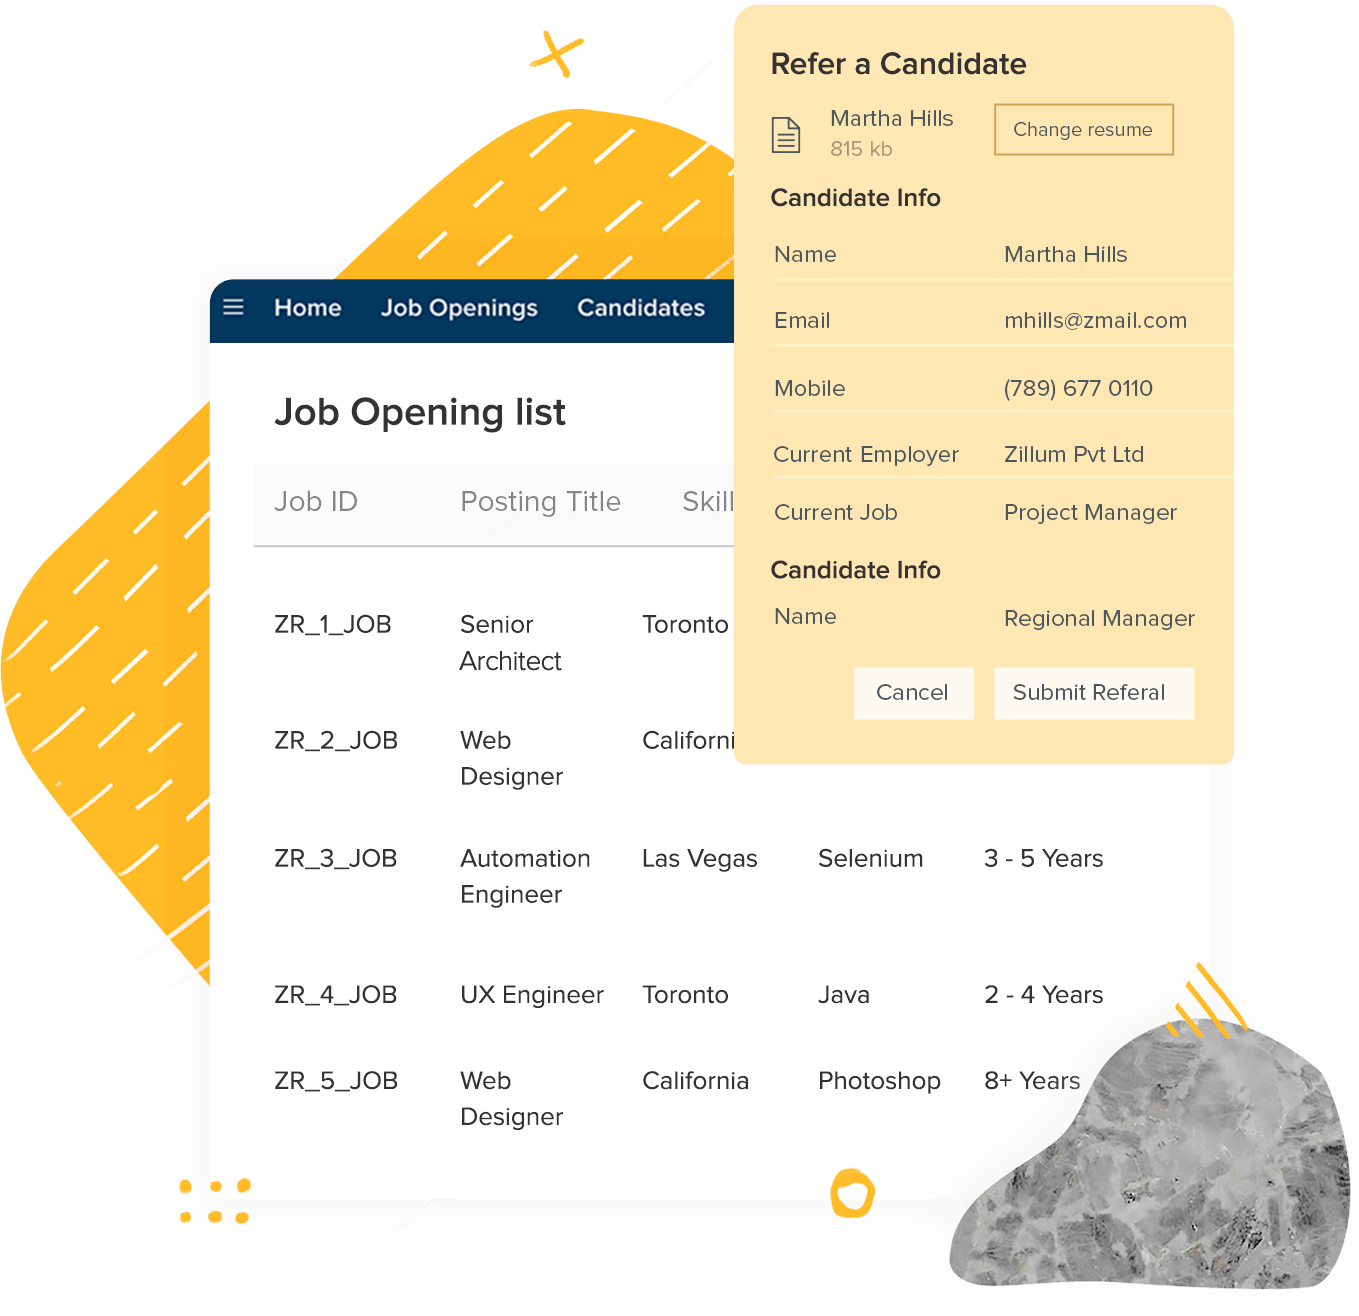 Refer a Candidate
Martha Hills
815 kb
Change resume
Candidate Info
Name Martha Hills
Email mhills@zmail.com
Mobile (789) 677 0110
Current Employer Zillum Pvt Ltd
Current Job Project Manager
Candidate Info
Name Regional Manager
Cancel Submit Referal
Home Job Openings Candidates
Job Opening list
Job ID Posting Title Skill
ZR_1_JOB Senior Toronto
Architect
ZR_2_JOB Web Californi
Designer
ZR_3_JOB Automation Las Vegas Selenium 3 - 5 Years
Engineer
ZR_4_JOB UX Engineer Toronto Java 2 - 4 Years
ZR_5_JOB Web California Photoshop 8+ Years
Designer